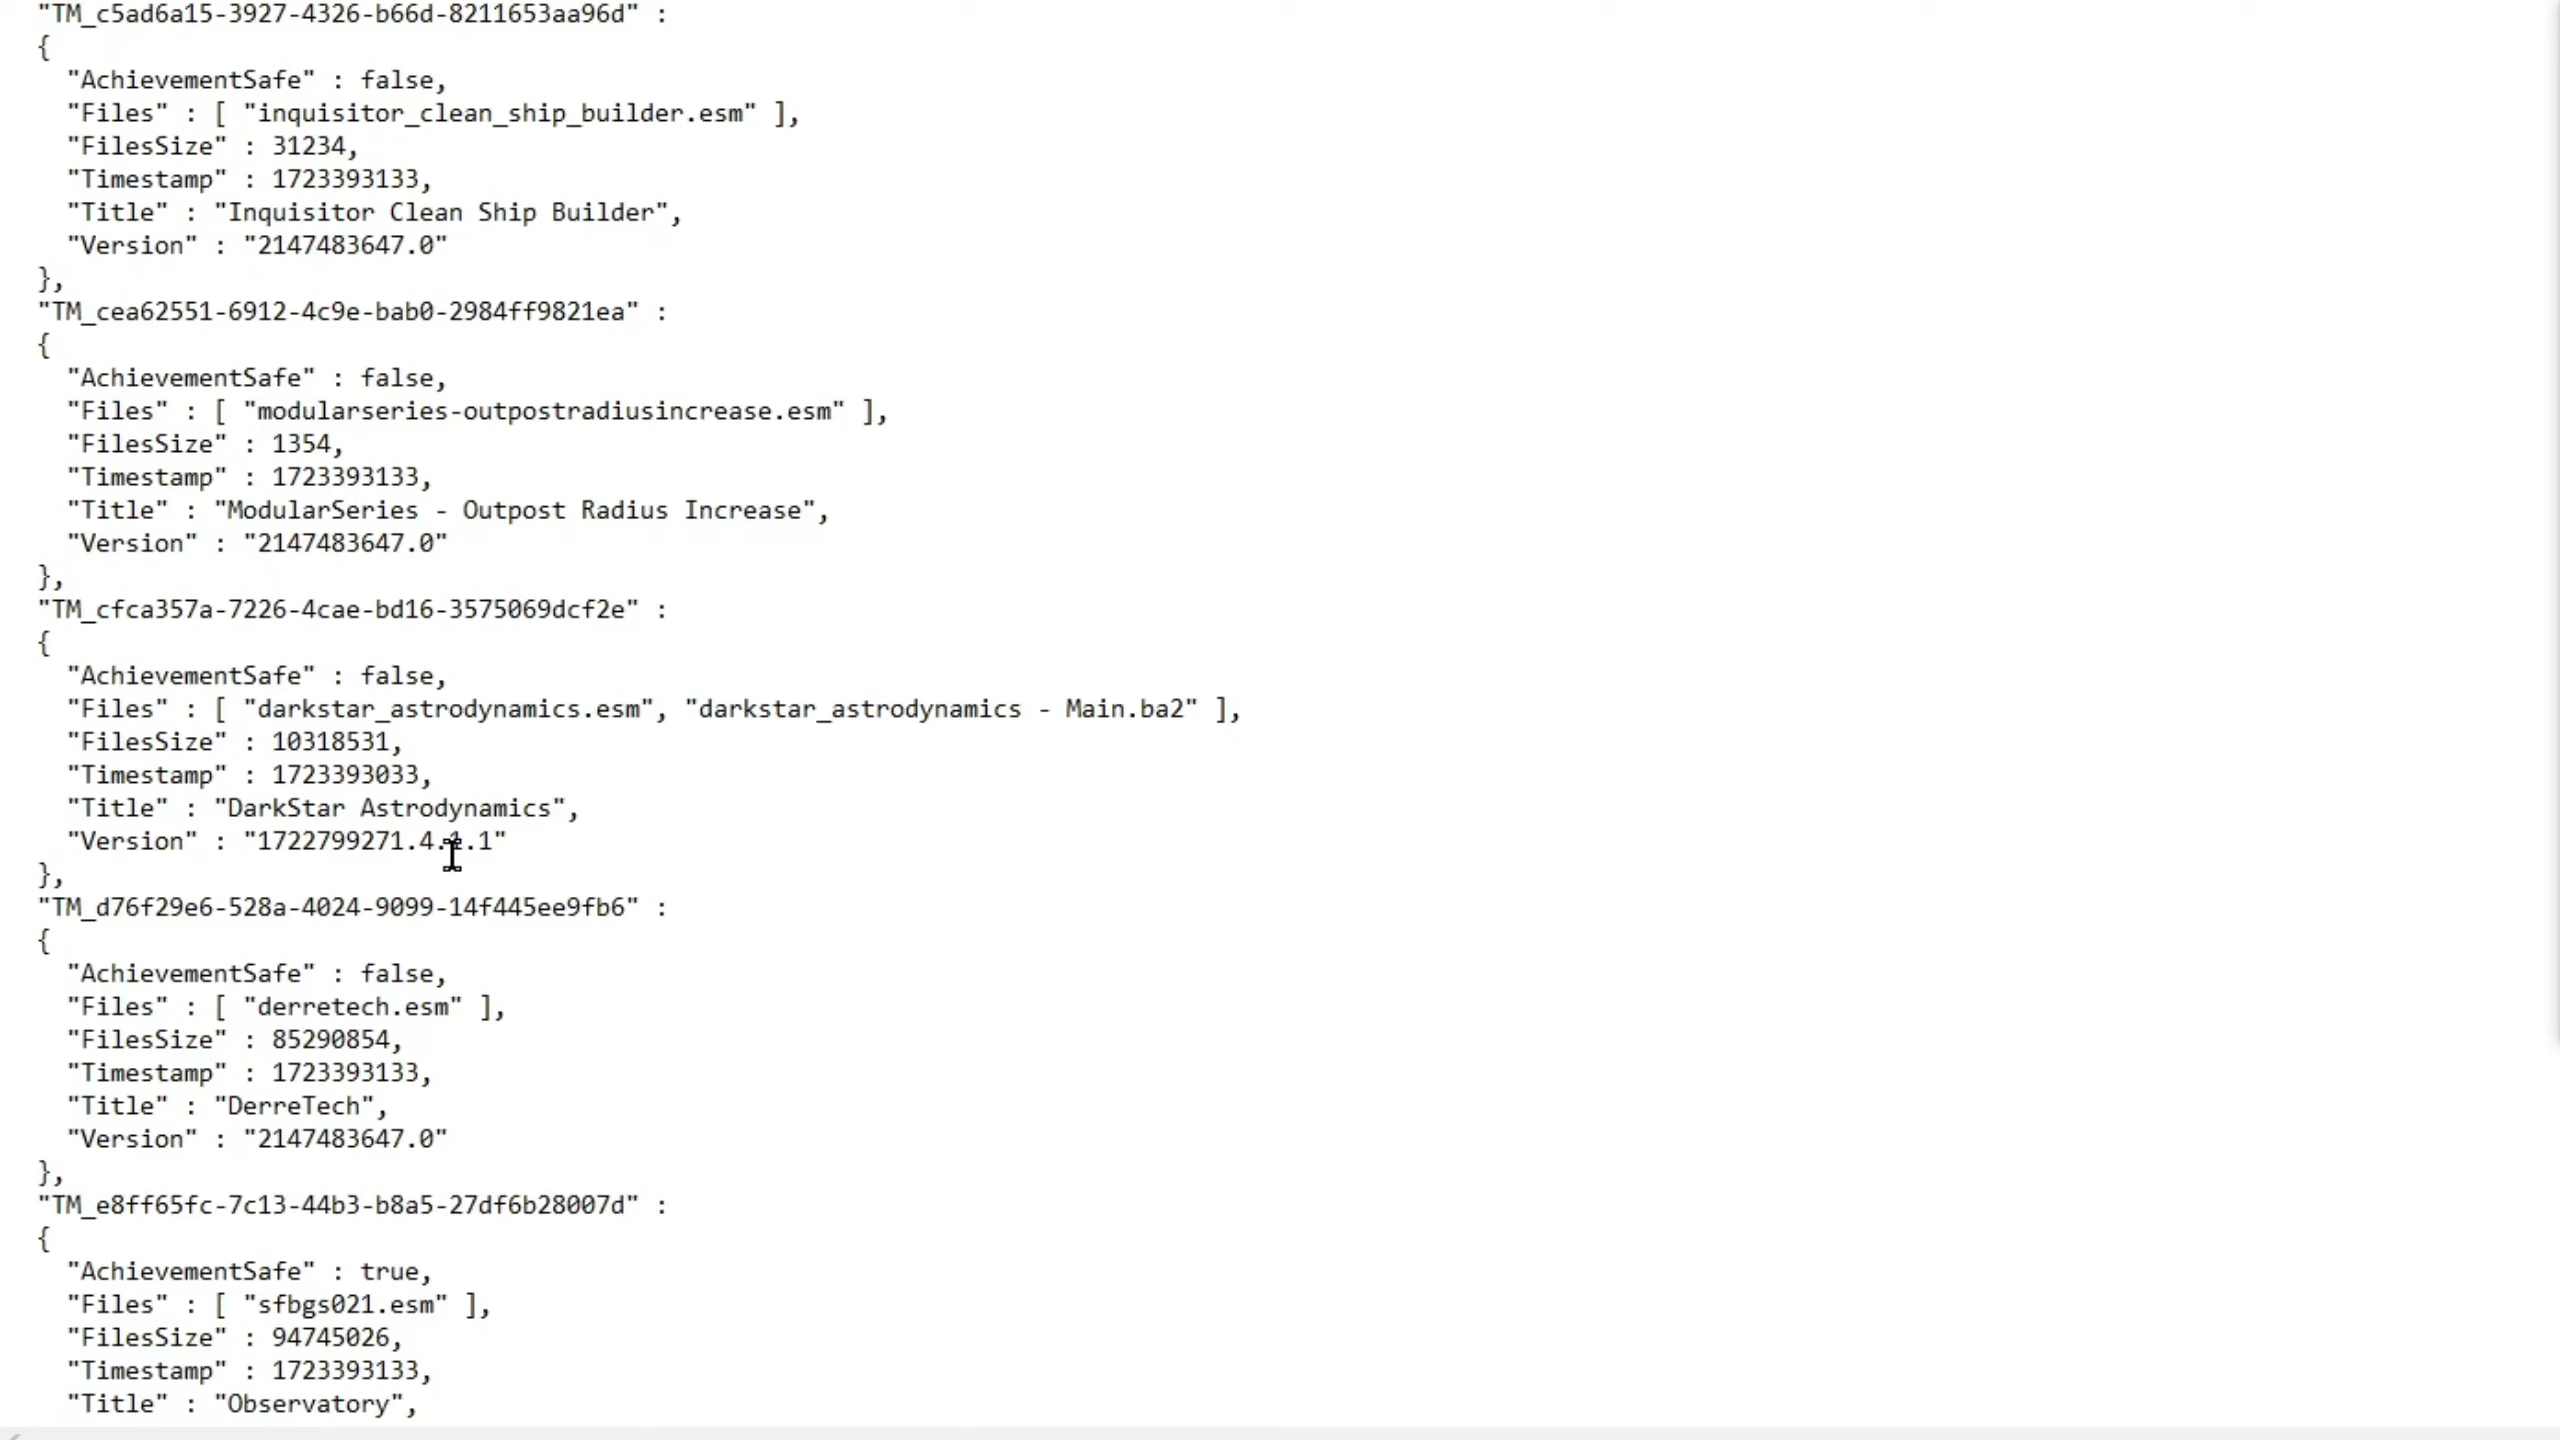 "TM_c5ad6a15-3927-4326-b66d-8211653aa96d" :
{
"AchievementSafe" : false,
"Files" : [ "inquisitor_clean_ship_builder.esm" ],
"FilesSize" : 31234,
"Timestamp" : 1723393133,
"Title" : "Inquisitor Clean Ship Builder",
"Version" : "2147483647.0"
},
"TM_cea62551-6912-4c9e-bab0-2984ff9821ea" :
{
"AchievementSafe" : false,
"Files" : [ "modularseries-outpostradiusincrease.esm" ],
"FilesSize" : 1354,
"Timestamp" : 1723393133,
"Title" : "ModularSeries - Outpost Radius Increase",
"Version" : "2147483647.0"
},
"TM_cfca357a-7226-4cae-bd16-3575069dcf2e" :
{
"AchievementSafe" : false,
"Files" : [ "darkstar_astrodynamics.esm", "darkstar_astrodynamics - Main.ba2" ],
"FilesSize" : 10318531,
"Timestamp" : 1723393033,
"Title" : "DarkStar Astrodynamics",
"Version" : "1722799271.4.1.1"
},
"TM_d76f29e6-528a-4024-9099-14f445ee9fb6" :
{
"AchievementSafe" : false,
"Files" : [ "derretech.esm" ],
"FilesSize" : 85290854,
"Timestamp" : 1723393133,
"Title" : "DerreTech",
"Version" : "2147483647.0"
},
"TM_e8ff65fc-7c13-44b3-b8a5-27df6b28007d" :
{
"AchievementSafe" : true,
"Files" : [ "sfbgs021.esm" ],
"FilesSize" : 94745026,
"Timestamp" : 1723393133,
"Title" : "Observatory",